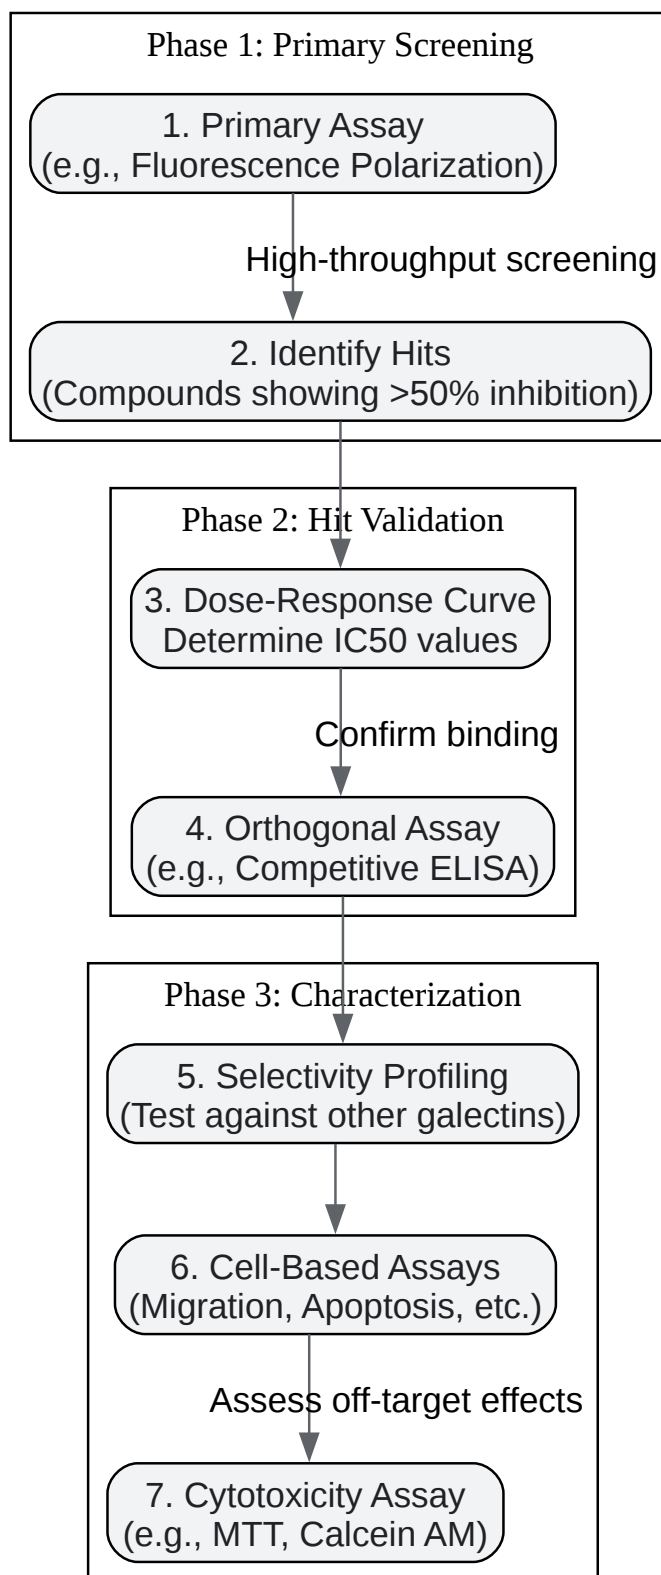 Phase 1: Primary Screening
1. Primary Assay
(e.g., Fluorescence Polarization)
High-throughput screening
2. Identify Hits
(Compounds showing >50% inhibition)
Phase 2: Hit Validation
3. Dose-Response Curve
Determine IC50 values
Confirm binding
4. Orthogonal Assay
(e.g., Competitive ELISA)
Phase 3: Characterization
5. Selectivity Profiling
(Test against other galectins)
6. Cell-Based Assays
(Migration, Apoptosis, etc.)
Assess off-target effects
7. Cytotoxicity Assay
(e.g., MTT, Calcein AM)